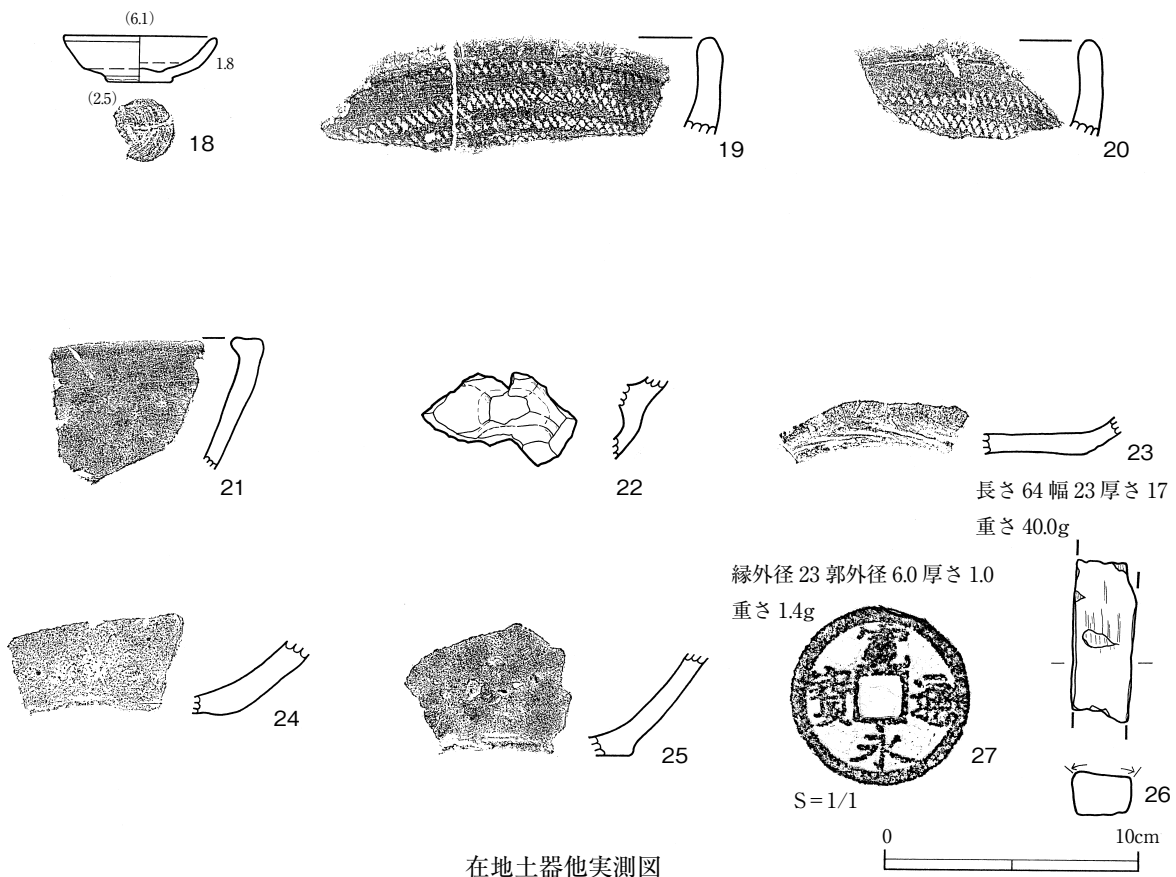 (6.1)
1.8
(2.5)
18
19
20
21
22
23
長さ 64 幅 23 厚さ 17
重さ 40.0g
縁外径 23 郭外径 6.0 厚さ 1.0
重さ 1.4g
24
25
寛
寳 通
永
27
S=1/1
26
0 10cm
在地土器他実測図